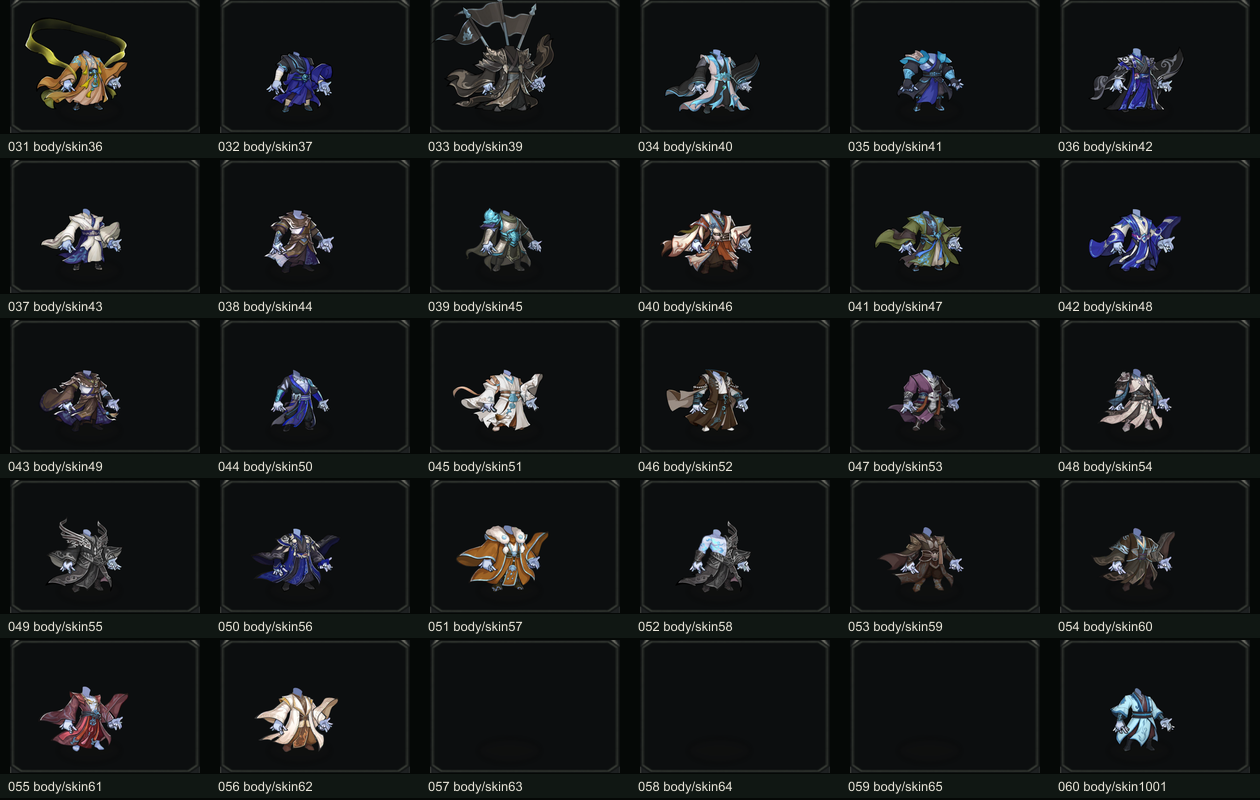 031 body/skin36
032 body/skin37
033 body/skin39
034 body/skin40
035 body/skin41
036 body/skin42
037 body/skin43
038 body/skin44
039 body/skin45
040 body/skin46
041 body/skin47
042 body/skin48
043 body/skin49
044 body/skin50
045 body/skin51
046 body/skin52
047 body/skin53
048 body/skin54
049 body/skin55
050 body/skin56
051 body/skin57
052 body/skin58
053 body/skin59
054 body/skin60
055 body/skin61
056 body/skin62
057 body/skin63
058 body/skin64
059 body/skin65
060 body/skin1001